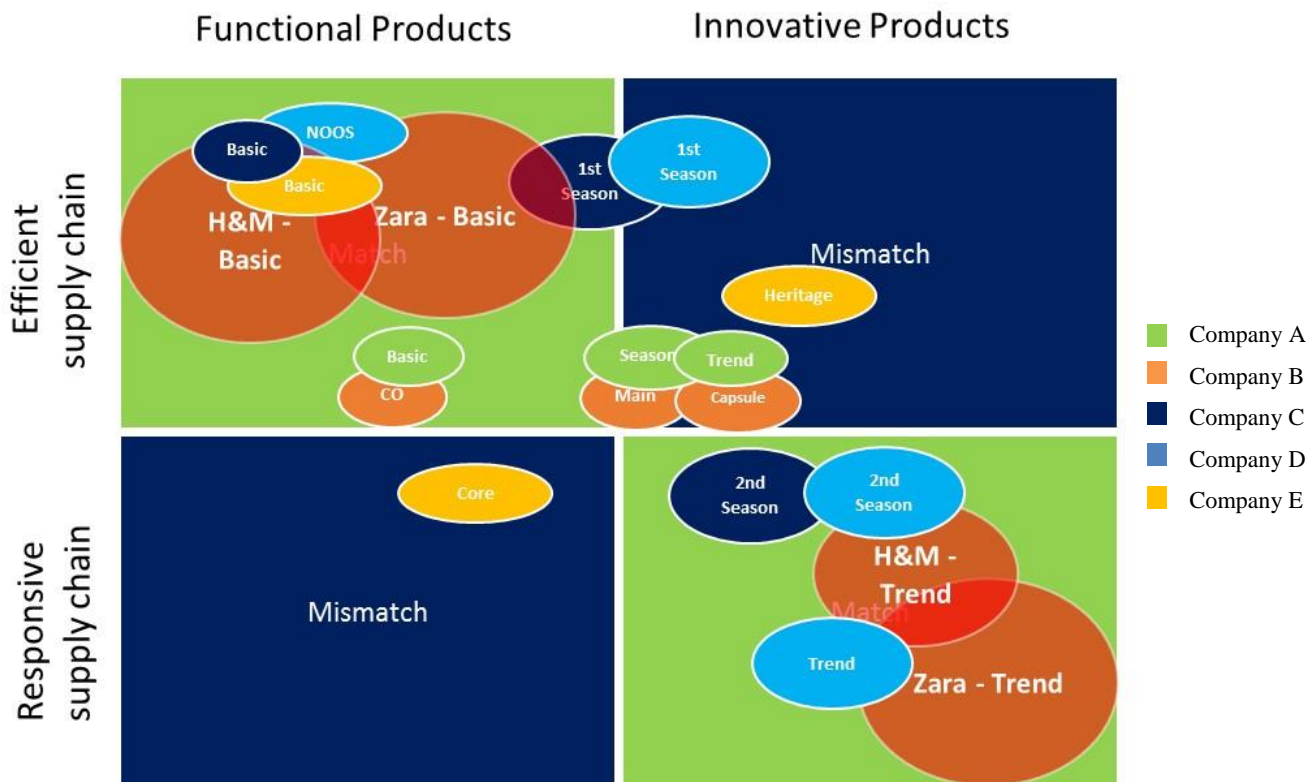 Functional Products
Innovative Products
Efficient
supply chain
Responsive
supply chain
NOOS
Basic
Basic
H&M -
Basic
Zara - Basic
Match
1st
Season
1st
Season
Mismatch
Heritage
Basic
CO
Season
Trend
Main
Capsule
Core
Mismatch
2nd
Season
2nd
Season
H&M -
Trend
Match
Trend
Zara - Trend
Company A
Company B
Company C
Company D
Company E